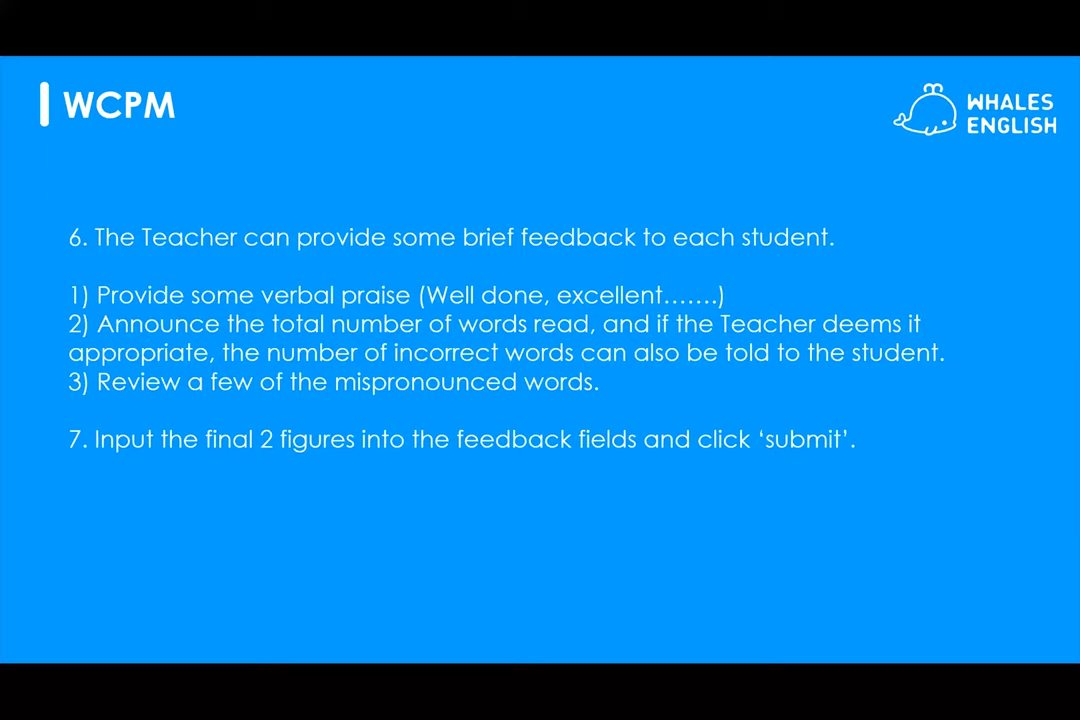 WCPM
WHALES
ENGLISH
6. The Teacher can provide some brief feedback to each student.
1) Provide some verbal praise (Well done, excellent…….)
2) Announce the total number of words read, and if the Teacher deems it
appropriate, the number of incorrect words can also be told to the student.
3) Review a few of the mispronounced words.
7. Input the final 2 figures into the feedback fields and click ‘submit’.